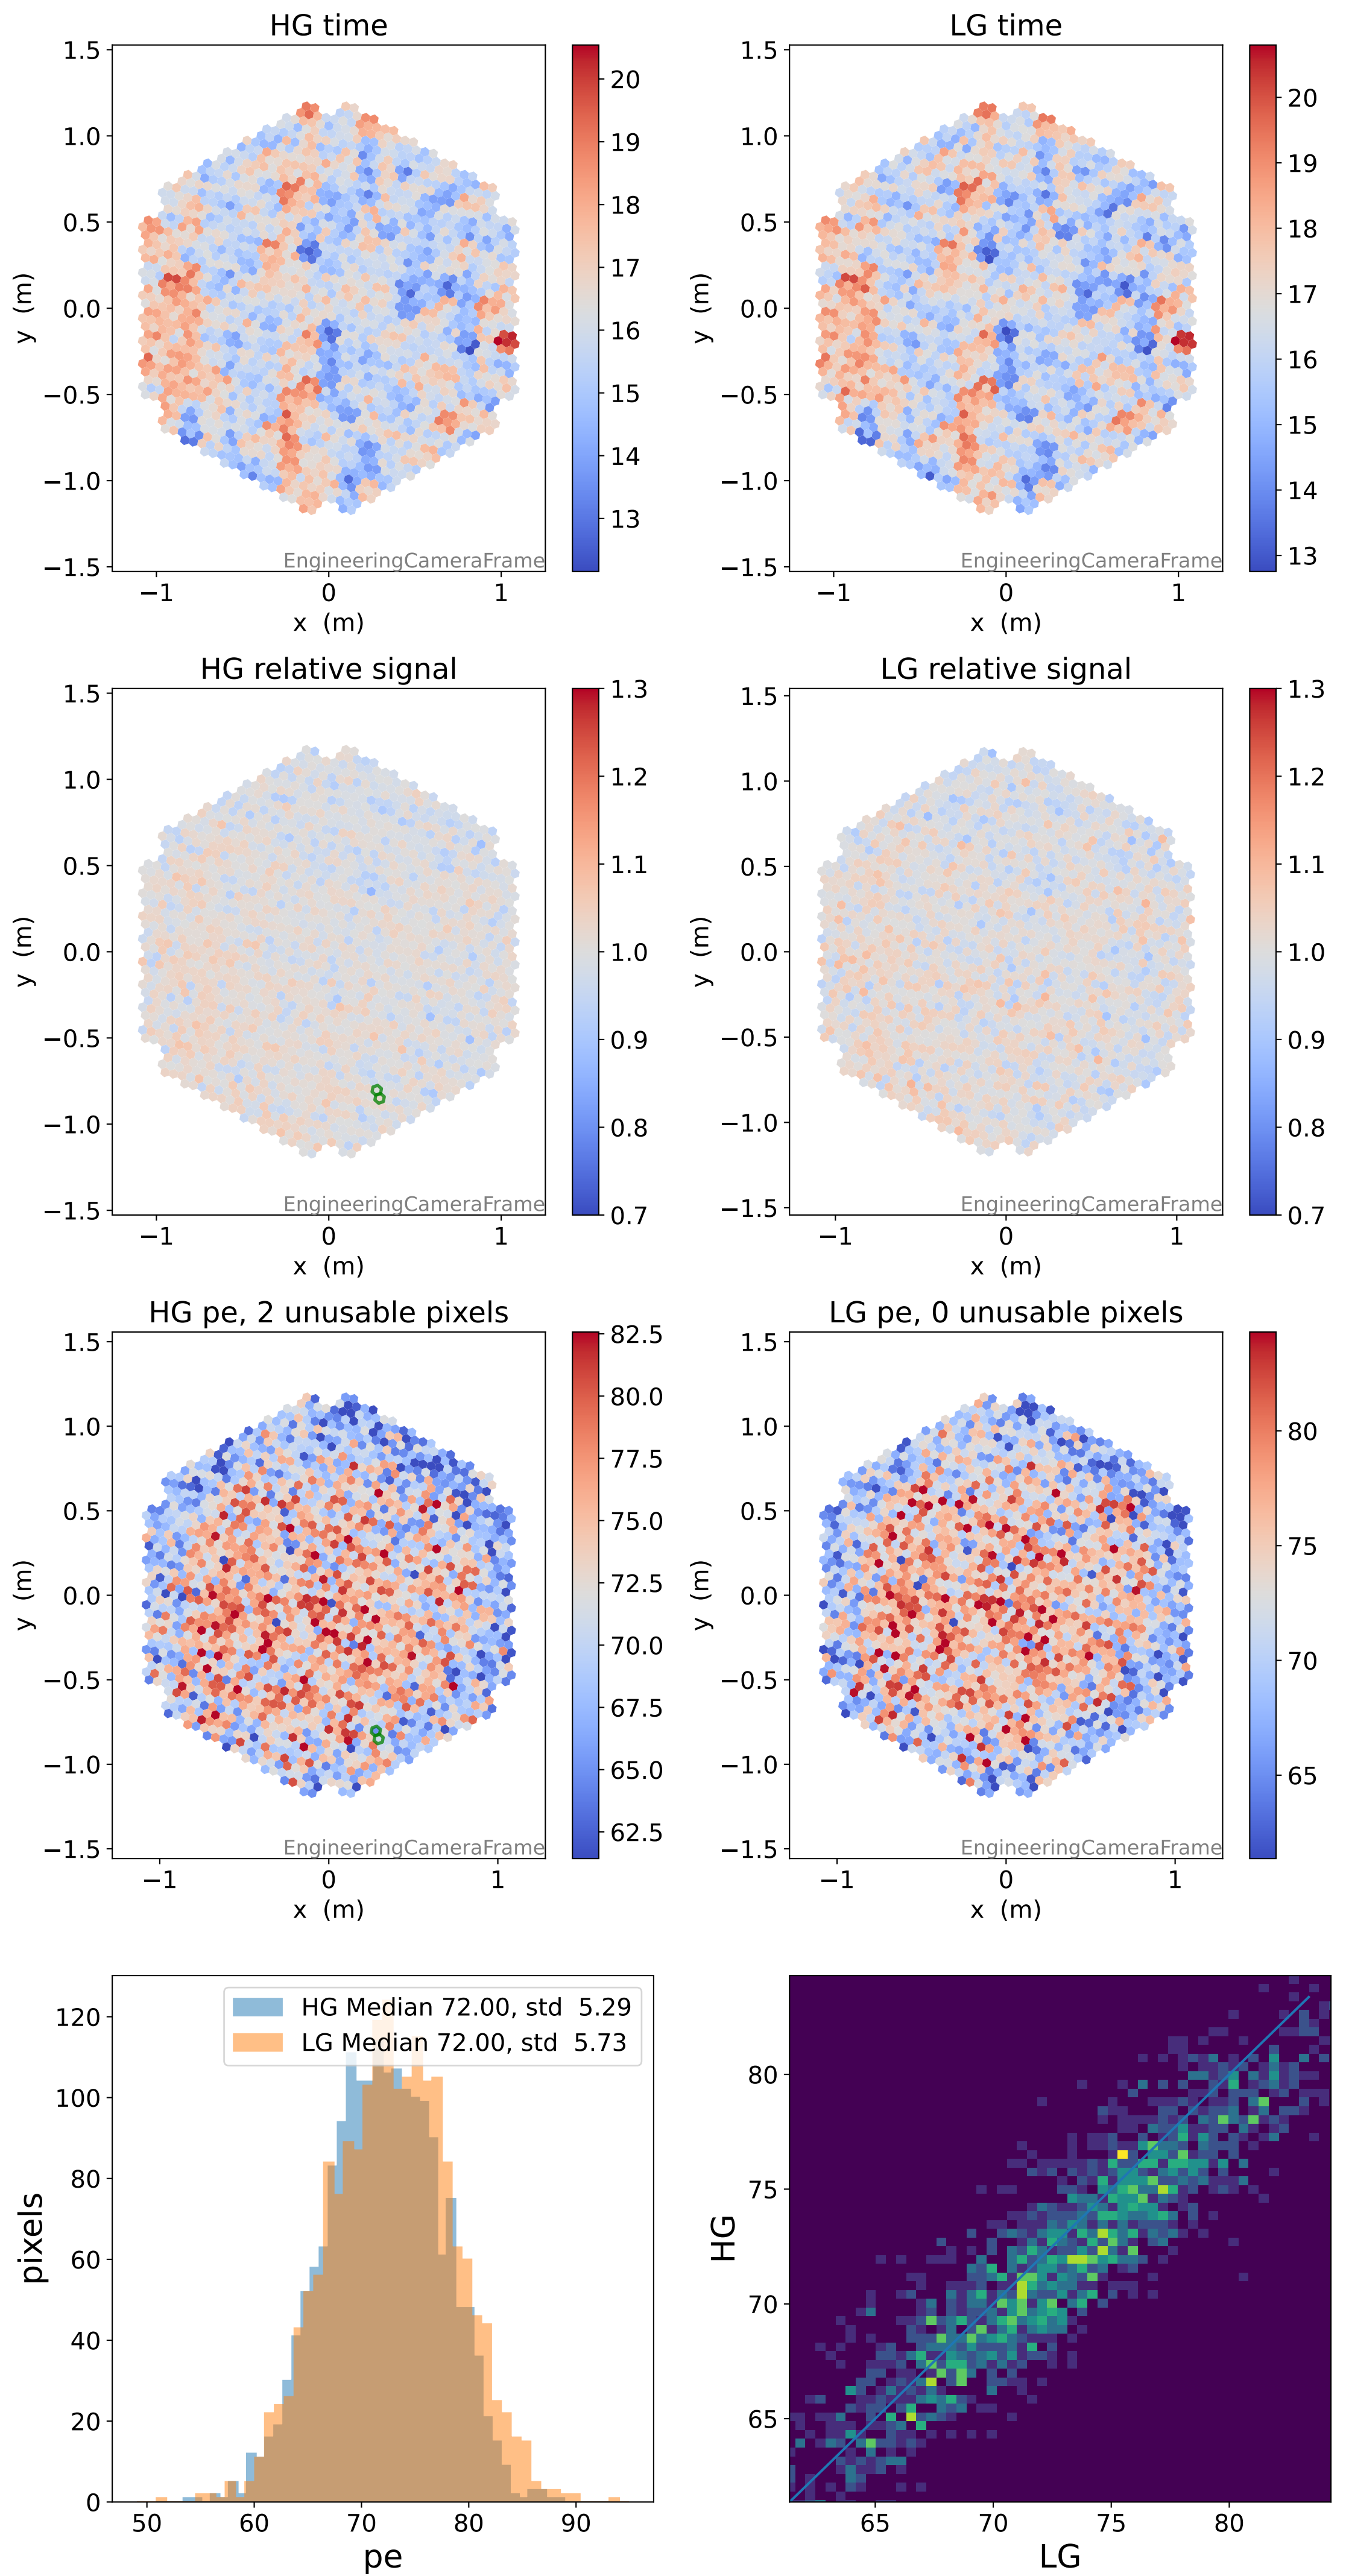 HG time
LG time
1.5
1.0
0.5
0.0
−0.5
−1.0
−1.5
y (m)
−1 0 1
x (m)
EngineeringCameraFrame
20
19
18
17
16
15
14
13
1.5
1.0
0.5
0.0
−0.5
−1.0
−1.5
y (m)
−1 0 1
x (m)
EngineeringCameraFrame
20
19
18
17
16
15
14
13
HG relative signal
LG relative signal
1.5
1.0
0.5
0.0
−0.5
−1.0
−1.5
y (m)
−1 0 1
x (m)
EngineeringCameraFrame
1.3
1.2
1.1
1.0
0.9
0.8
0.7
1.5
1.0
0.5
0.0
−0.5
−1.0
−1.5
y (m)
−1 0 1
x (m)
EngineeringCameraFrame
1.3
1.2
1.1
1.0
0.9
0.8
0.7
HG pe, 2 unusable pixels
LG pe, 0 unusable pixels
1.5
1.0
0.5
0.0
−0.5
−1.0
−1.5
y (m)
−1 0 1
x (m)
EngineeringCameraFrame
82.5
80.0
77.5
75.0
72.5
70.0
67.5
65.0
62.5
1.5
1.0
0.5
0.0
−0.5
−1.0
−1.5
y (m)
−1 0 1
x (m)
EngineeringCameraFrame
80
75
70
65
HG Median 72.00, std 5.29
LG Median 72.00, std 5.73
120
100
80
60
40
20
0
pixels
50 60 70 80 90
pe
80
75
70
65
HG
65 70 75 80
LG